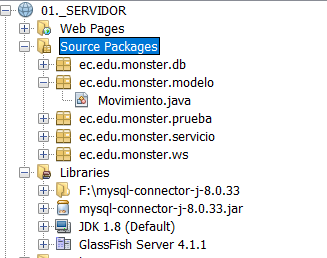 01._SERVIDOR
Web Pages
Source Packages
ec.edu.monster.db
ec.edu.monster.modelo
Movimiento.java
ec.edu.monster.prueba
ec.edu.monster.servicio
ec.edu.monster.ws
Libraries
F:\mysql-connector-j-8.0.33
mysql-connector-j-8.0.33.jar
JDK 1.8 (Default)
GlassFish Server 4.1.1